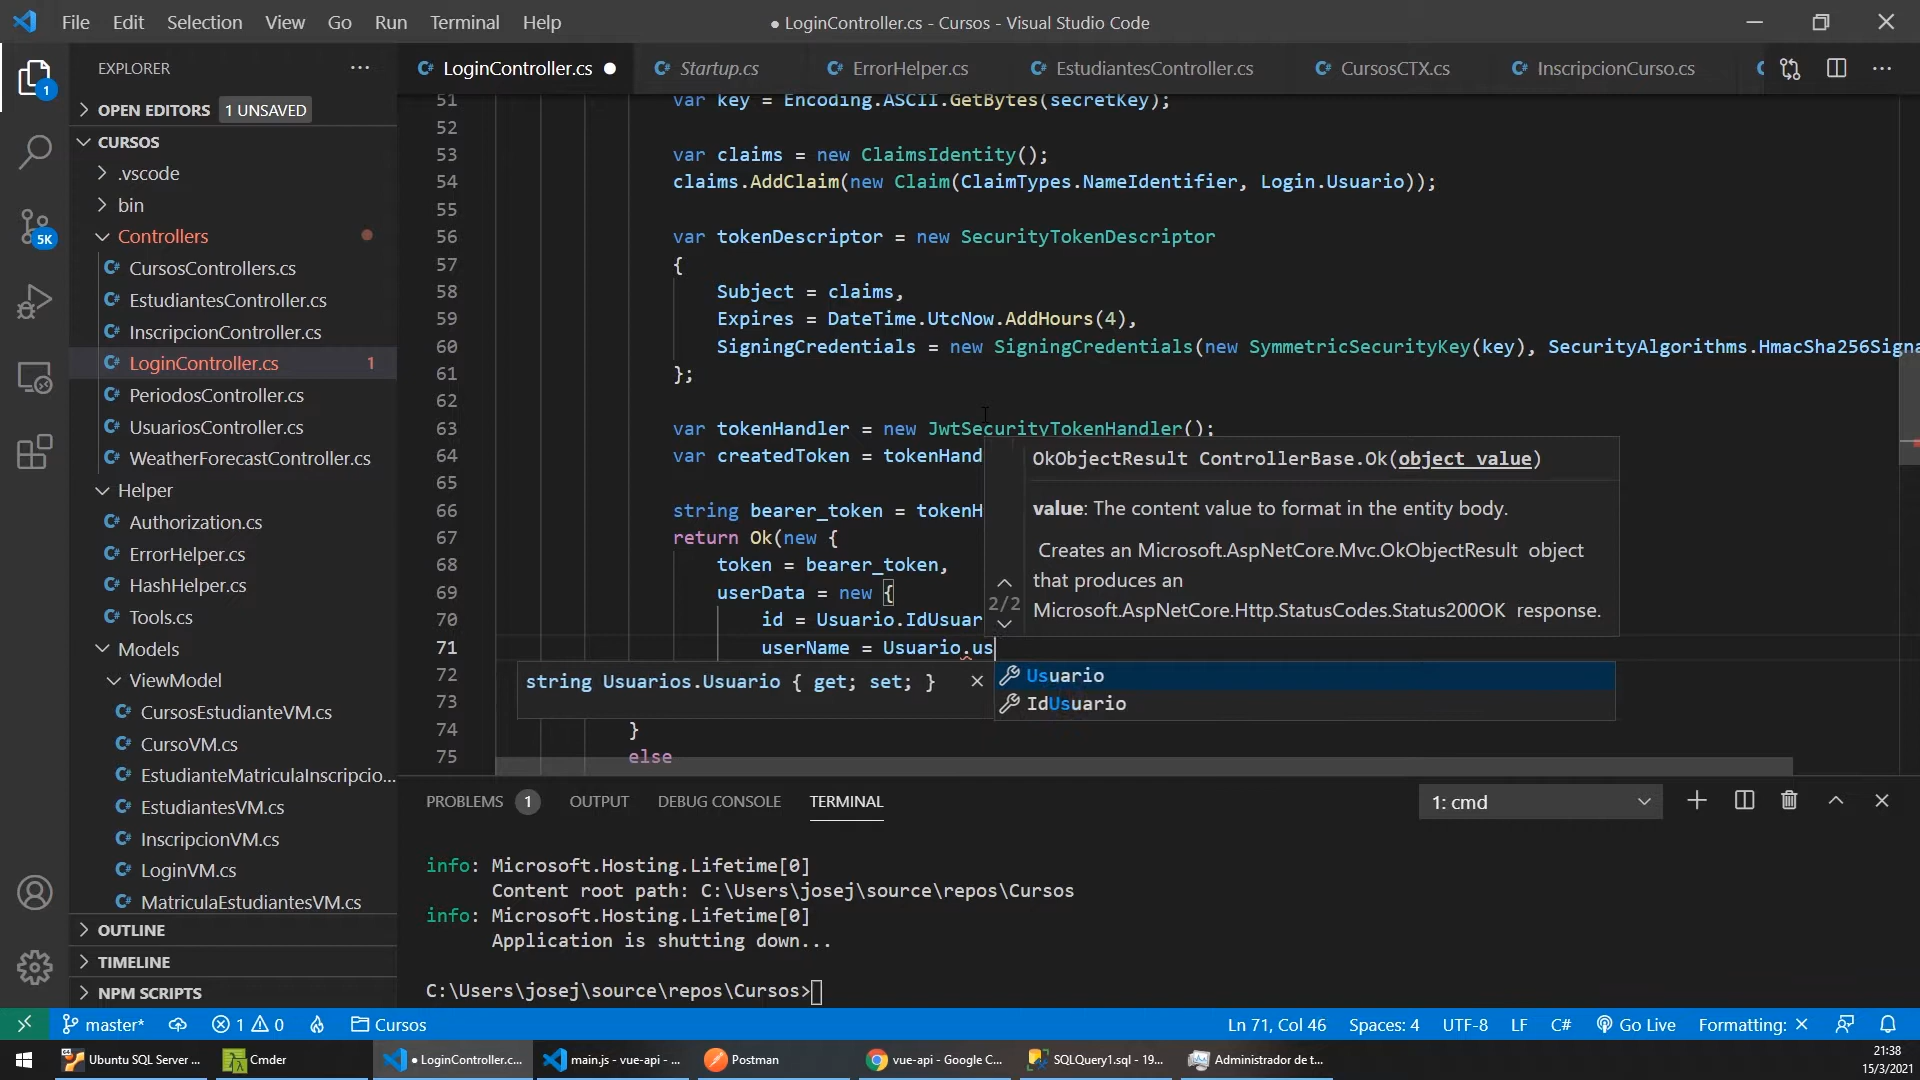 File Edit Selection View Go Run Terminal Help
● LoginController.cs - Cursos - Visual Studio Code
EXPLORER
LoginController.cs ● Startup.cs ErrorHelper.cs EstudiantesController.cs CursosCTX.cs InscripcionCurso.cs
1
OPEN EDITORS 1 UNSAVED
CURSOS
.vscode
bin
Controllers
CursosControllers.cs
EstudiantesController.cs
InscripcionController.cs
LoginController.cs 1
PeriodosController.cs
UsuariosController.cs
WeatherForecastController.cs
Helper
Authorization.cs
ErrorHelper.cs
HashHelper.cs
Tools.cs
Models
ViewModel
CursosEstudianteVM.cs
CursoVM.cs
EstudianteMatriculaInscripcio...
EstudiantesVM.cs
InscripcionVM.cs
LoginVM.cs
MatriculaEstudiantesVM.cs
OUTLINE
TIMELINE
NPM SCRIPTS
5K
51 var key = Encoding.ASCII.GetBytes(secretKey);
52
53 var claims = new ClaimsIdentity();
54 claims.AddClaim(new Claim(ClaimTypes.NameIdentifier, Login.Usuario));
55
56 var tokenDescriptor = new SecurityTokenDescriptor
57 {
58 Subject = claims,
59 Expires = DateTime.UtcNow.AddHours(4),
60 SigningCredentials = new SigningCredentials(new SymmetricSecurityKey(key), SecurityAlgorithms.HmacSha256Signa
61 };
62
63 var tokenHandler = new JwtSecurityTokenHandler();
64 var createdToken = tokenHand
65
66 string bearer_token = tokenH
67 return Ok(new {
68 token = bearer_token,
69 userData = new {
70 id = Usuario.IdUsuar
71 userName = Usuario.us
72
73
74 }
75 else
OkObjectResult ControllerBase.Ok(object value)
value: The content value to format in the entity body.
Creates an Microsoft.AspNetCore.Mvc.OkObjectResult object
that produces an
2/2
Microsoft.AspNetCore.Http.StatusCodes.Status200OK response.
string Usuarios.Usuario { get; set; }
Usuario
IdUsuario
PROBLEMS 1 OUTPUT DEBUG CONSOLE TERMINAL
1: cmd
info: Microsoft.Hosting.Lifetime[0]
Content root path: C:\Users\josej\source\repos\Cursos
info: Microsoft.Hosting.Lifetime[0]
Application is shutting down...
C:\Users\josej\source\repos\Cursos>
master* 1 0 Cursos
Ln 71, Col 46 Spaces: 4 UTF-8 LF C# Go Live Formatting: ×
Ubuntu SQL Server ... Cmder ● LoginController.c... main.js - vue-api - ... Postman vue-api - Google C... SQLQuery1.sql - 19... Administrador de t...
21:38
15/3/2021